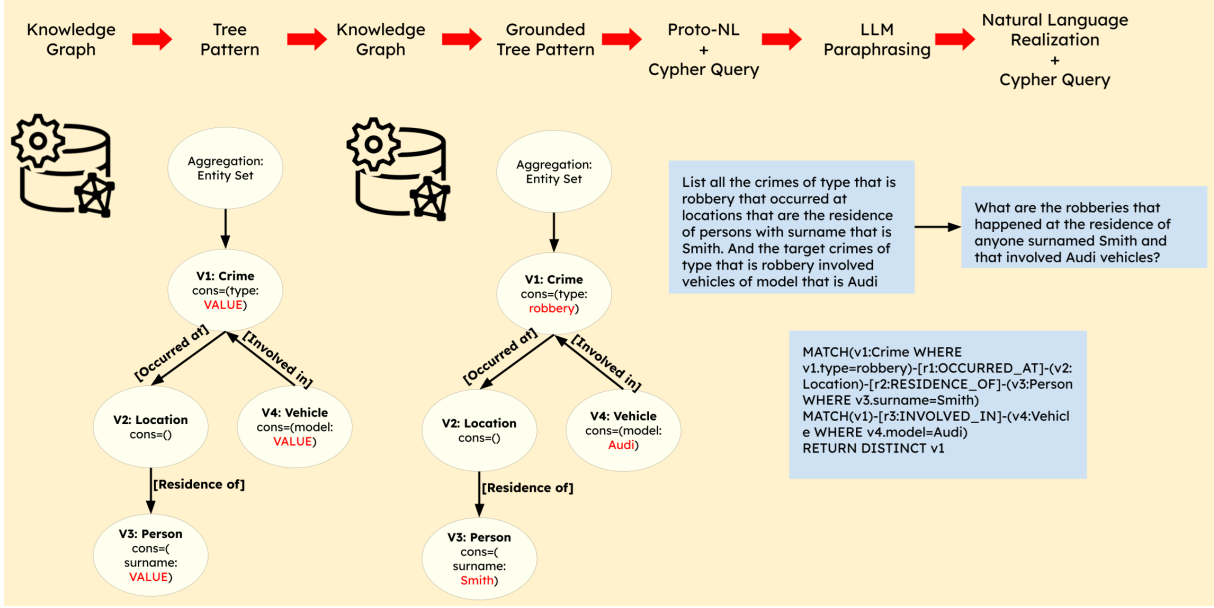 Knowledge
Graph
Tree
Pattern
Knowledge
Graph
Grounded
Tree Pattern
Proto-NL
+
Cypher Query
LLM
Paraphrasing
Natural Language
Realization
+
Cypher Query
Aggregation:
Entity Set
V1: Crime
cons=(type:
VALUE)
[Occurred at]
[Involved in]
V2: Location
cons=()
V4: Vehicle
cons=(model:
VALUE)
[Residence of]
V3: Person
cons=(
surname:
VALUE)
Aggregation:
Entity Set
V1: Crime
cons=(type:
robbery)
[Occurred at]
[Involved in]
V2: Location
cons=()
V4: Vehicle
cons=(model:
Audi)
[Residence of]
V3: Person
cons=(
surname:
Smith)
List all the crimes of type that is
robbery that occurred at
locations that are the residence
of persons with surname that is
Smith. And the target crimes of
type that is robbery involved
vehicles of model that is Audi
What are the robberies that
happened at the residence of
anyone surnamed Smith and
that involved Audi vehicles?
MATCH(v1:Crime WHERE
v1.type=robbery)-[r1:OCCURRED_AT]-(v2:
Location)-[r2:RESIDENCE_OF]-(v3:Person
WHERE v3.surname=Smith)
MATCH(v1)-[r3:INVOLVED_IN]-(v4:Vehicl
e WHERE v4.model=Audi)
RETURN DISTINCT v1